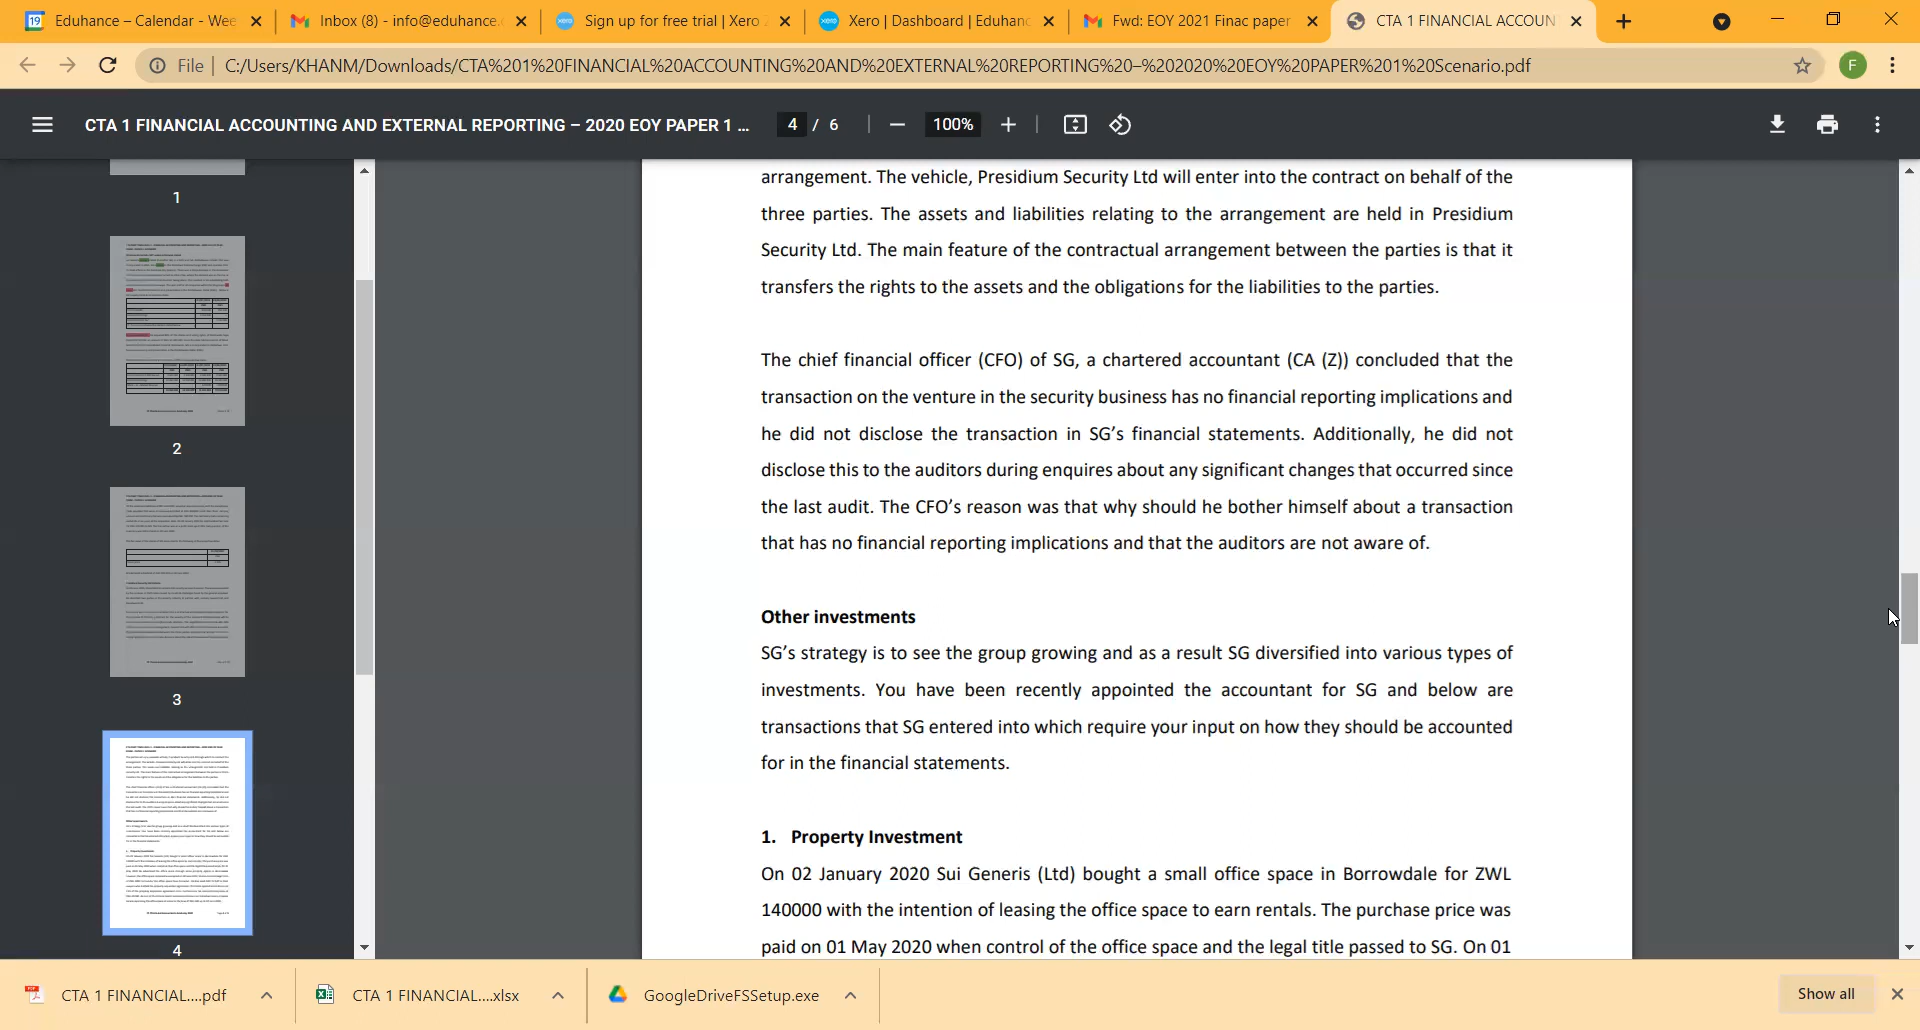 Eduhance – Calendar - Wee
Inbox (8) - info@eduhance.
Sign up for free trial | Xero
Xero | Dashboard | Eduhanc
Fwd: EOY 2021 Finac paper
CTA 1 FINANCIAL ACCOUN
File | C:/Users/KHANM/Downloads/CTA%201%20FINANCIAL%20ACCOUNTING%20AND%20EXTERNAL%20REPORTING%20–%202020%20EOY%20PAPER%201%20Scenario.pdf
F
CTA 1 FINANCIAL ACCOUNTING AND EXTERNAL REPORTING – 2020 EOY PAPER 1 ...
4 / 6
100%
1
2
3
4
arrangement. The vehicle, Presidium Security Ltd will enter into the contract on behalf of the
three parties. The assets and liabilities relating to the arrangement are held in Presidium
Security Ltd. The main feature of the contractual arrangement between the parties is that it
transfers the rights to the assets and the obligations for the liabilities to the parties.
The chief financial officer (CFO) of SG, a chartered accountant (CA (Z)) concluded that the
transaction on the venture in the security business has no financial reporting implications and
he did not disclose the transaction in SG’s financial statements. Additionally, he did not
disclose this to the auditors during enquires about any significant changes that occurred since
the last audit. The CFO’s reason was that why should he bother himself about a transaction
that has no financial reporting implications and that the auditors are not aware of.
Other investments
SG’s strategy is to see the group growing and as a result SG diversified into various types of
investments. You have been recently appointed the accountant for SG and below are
transactions that SG entered into which require your input on how they should be accounted
for in the financial statements.
1. Property Investment
On 02 January 2020 Sui Generis (Ltd) bought a small office space in Borrowdale for ZWL
140000 with the intention of leasing the office space to earn rentals. The purchase price was
paid on 01 May 2020 when control of the office space and the legal title passed to SG. On 01
CTA 1 FINANCIAL....pdf
CTA 1 FINANCIAL....xlsx
GoogleDriveFSSetup.exe
Show all